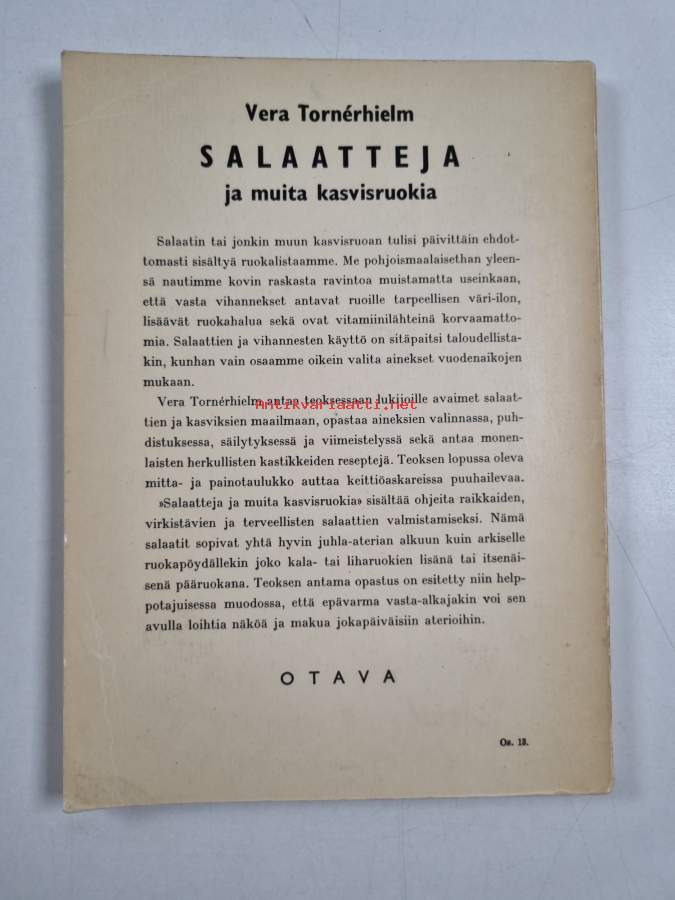 Vera Tornérhielm
SALAATTEJA
ja muita kasvisruokia
Salaatin tai jonkin muun kasvisruoan tulisi päivittäin ehdot-
tomasti sisältyä ruokalistaamme. Me pohjoismaalaisethan yleen-
sä nautimme kovin raskasta ravintoa muistamatta useinkaan,
että vasta vihannekset antavat ruoille tarpeellisen väri-ilon,
lisäävät ruokahalua sekä ovat vitamiinilähteinä korvaamatto-
mia. Salaattien ja vihannesten käyttö on sitäpaitsi taloudellista-
kin, kunhan vain osaamme oikein valita ainekset vuodenaikojen
mukaan.
Vera Tornérhielm antaa teoksessaan lukijoille avaimet salaat-
Antikvariaatti.net
tien ja kasviksien maailmaan, opastaa aineksien valinnassa, puh-
distuksessa, säilytyksessä ja viimeistelyssä sekä antaa monen-
laisten herkullisten kastikkeiden reseptejä. Teoksen lopussa oleva
mitta- ja painotaulukko auttaa keittiöaskareissa puuhailevaa.
»Salaatteja ja muita kasvisruokia» sisältää ohjeita raikkaiden,
virkistävien ja terveellisten salaattien valmistamiseksi. Nämä
salaatit sopivat yhtä hyvin juhla-aterian alkuun kuin arkiselle
ruokapöydällekin joko kala- tai liharuokien lisänä tai itsenäi-
senä pääruokana. Teoksen antama opastus on esitetty niin help-
potajuisessa muodossa, että epävarma vasta-alkajakin voi sen
avulla loihtia näköä ja makua jokapäiväisiin aterioihin.
OTAVA
Os. 18.